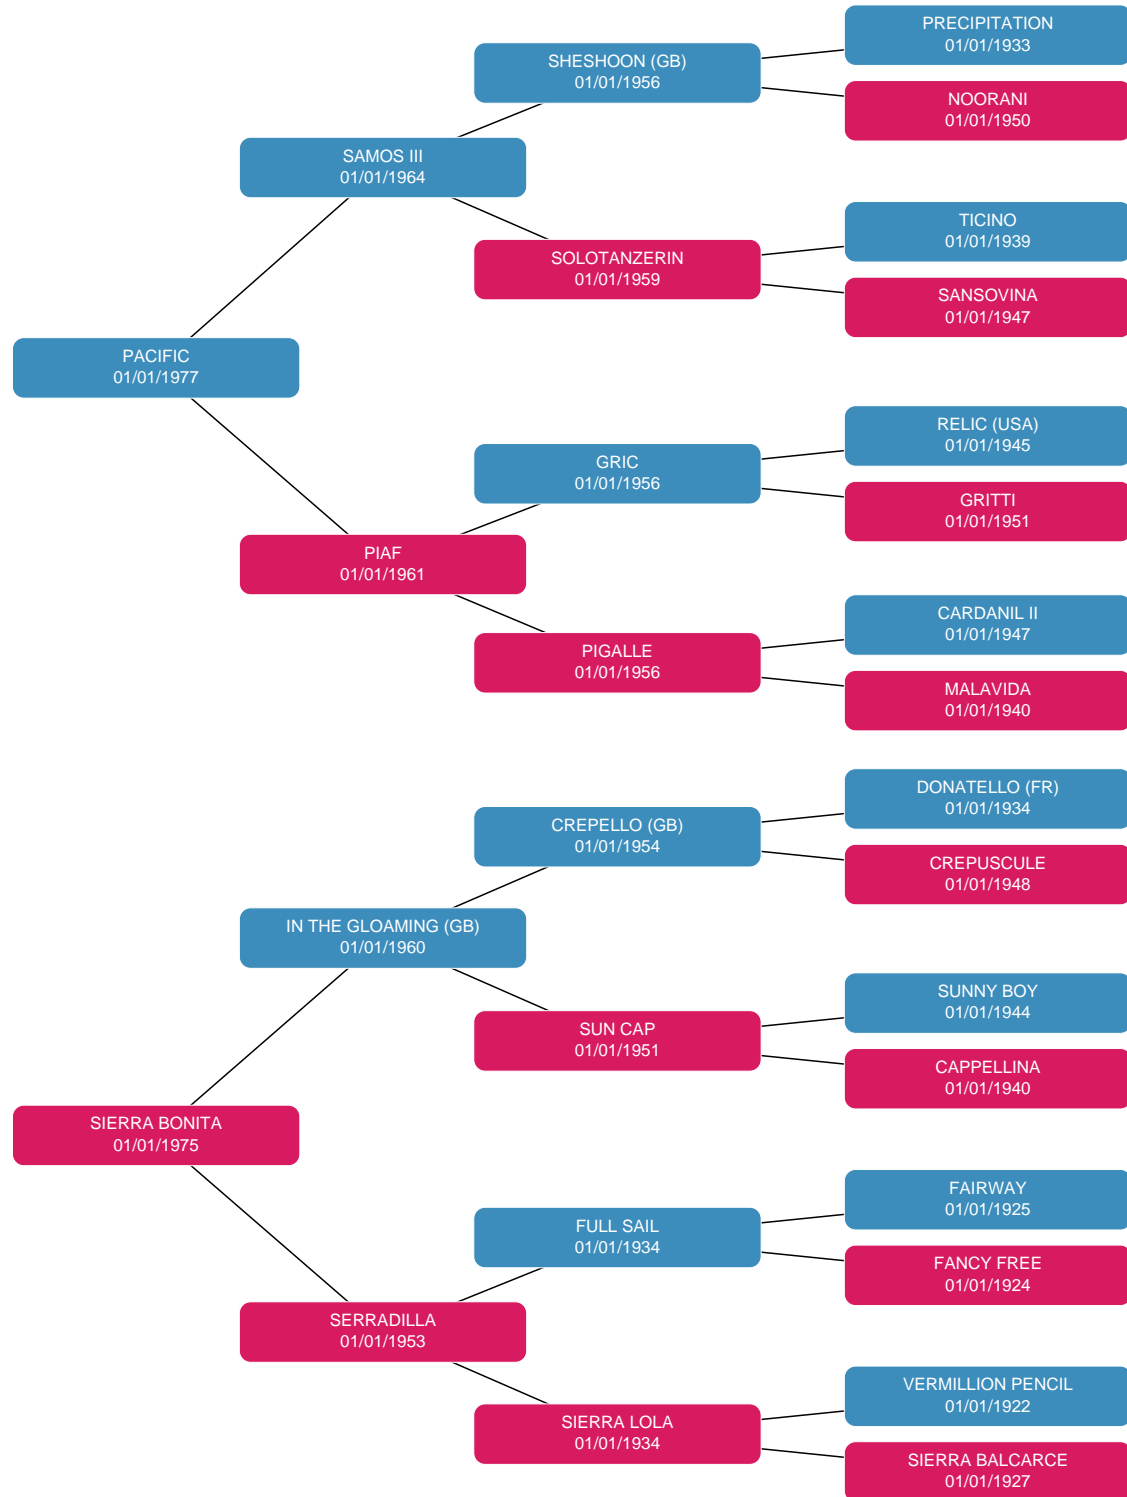 PRECIPITATION
01/01/1933
SHESHOON (GB)
01/01/1956
NOORANI
01/01/1950
SAMOS III
01/01/1964
TICINO
01/01/1939
SOLOTANZERIN
01/01/1959
SANSOVINA
01/01/1947
PACIFIC
01/01/1977
RELIC (USA)
01/01/1945
GRIC
01/01/1956
GRITTI
01/01/1951
PIAF
01/01/1961
CARDANIL II
01/01/1947
PIGALLE
01/01/1956
MALAVIDA
01/01/1940
DONATELLO (FR)
01/01/1934
CREPELLO (GB)
01/01/1954
CREPUSCULE
01/01/1948
IN THE GLOAMING (GB)
01/01/1960
SUNNY BOY
01/01/1944
SUN CAP
01/01/1951
CAPPELLINA
01/01/1940
SIERRA BONITA
01/01/1975
FAIRWAY
01/01/1925
FULL SAIL
01/01/1934
FANCY FREE
01/01/1924
SERRADILLA
01/01/1953
VERMILLION PENCIL
01/01/1922
SIERRA LOLA
01/01/1934
SIERRA BALCARCE
01/01/1927